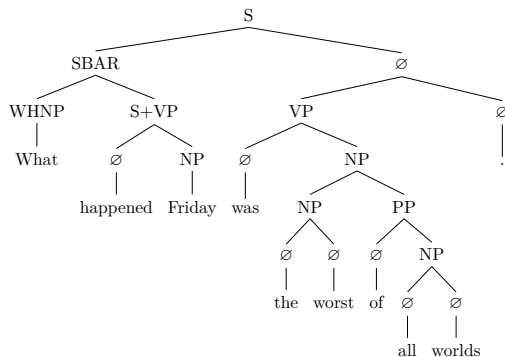 S
SBAR ∅
WHNP S+VP VP ∅
What ∅ NP ∅ NP .
happened Friday was NP PP
∅ ∅ ∅ NP
the worst of ∅ ∅
all worlds